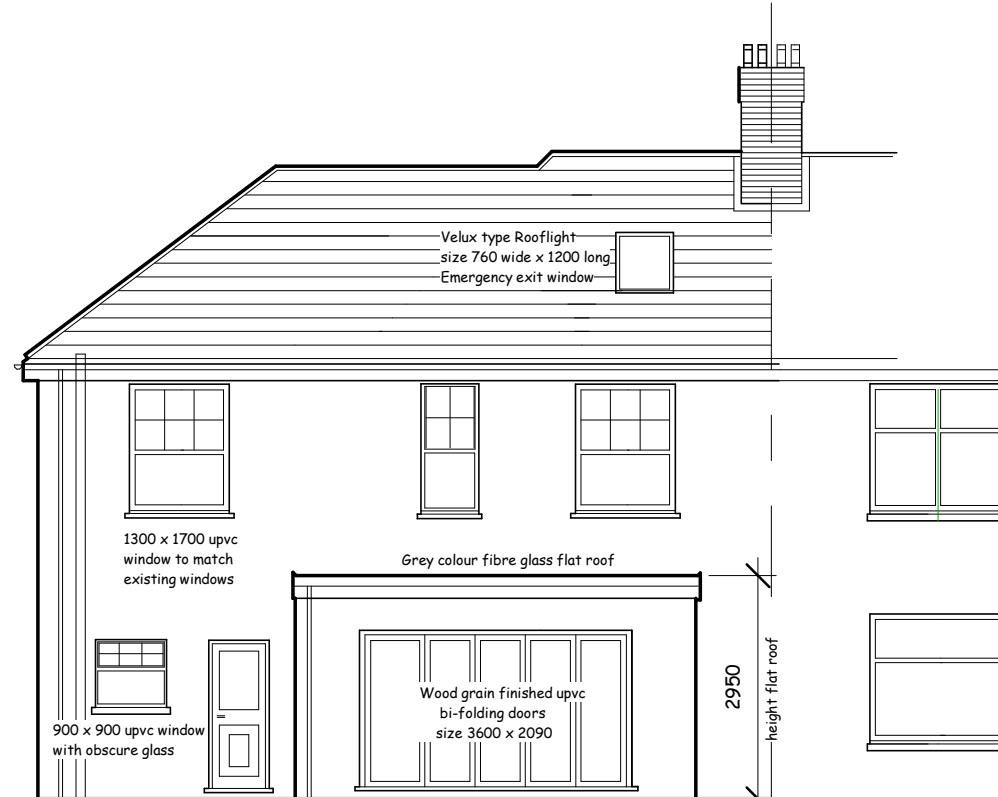 Velux type Rooflight
size 760 wide x 1200 long
Emergency exit window
1300 x 1700 upvc
window to match
existing windows
Grey colour fibre glass flat roof
900 x 900 upvc window
with obscure glass
Wood grain finished upvc
bi-folding doors
size 3600 x 2090
2950
height flat roof